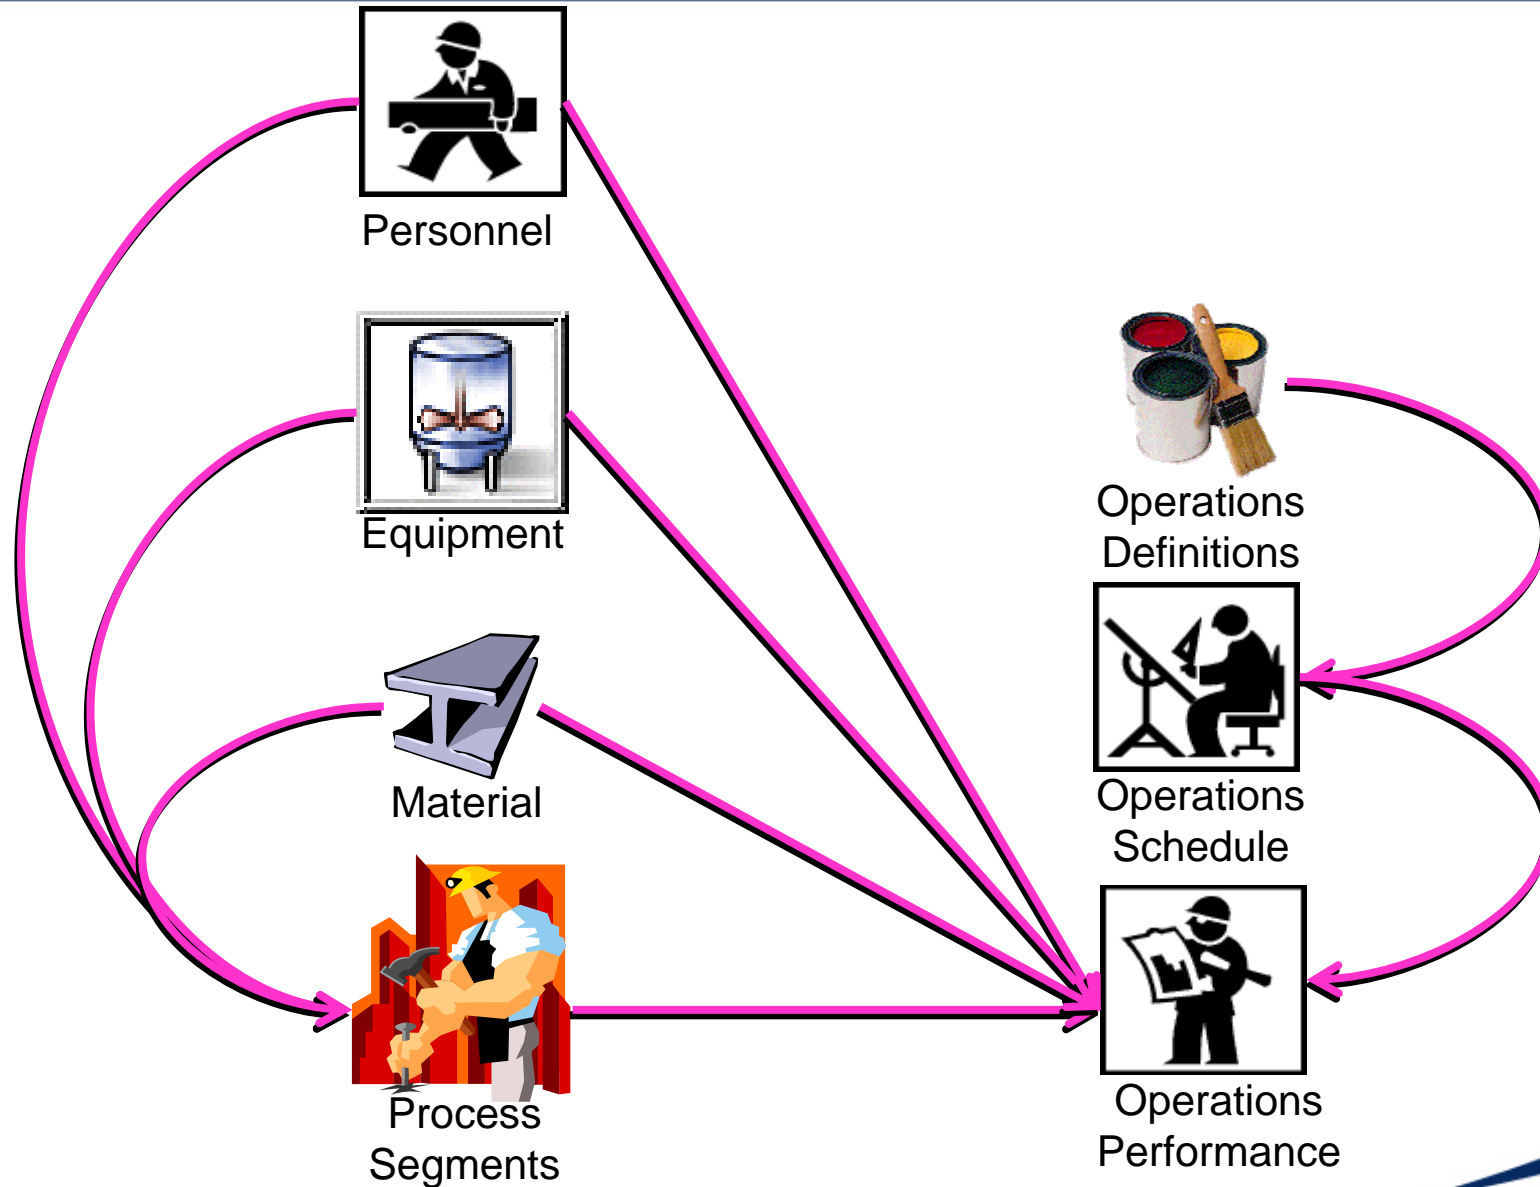 Personnel
Equipment
Material
Process
Segments
Operations
Definitions
Operations
Schedule
Operations
Performance